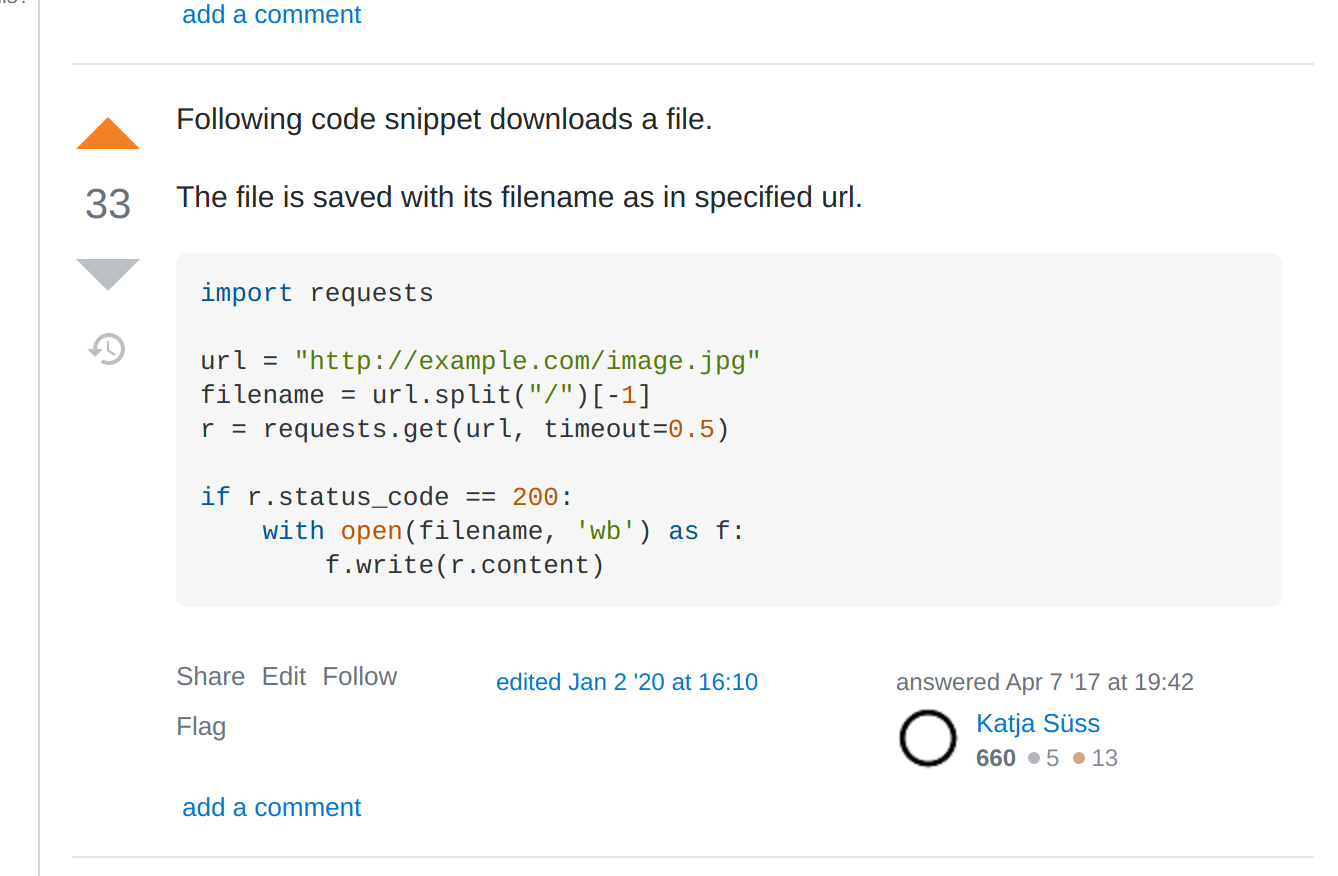 add a comment
Following code snippet downloads a file.
33
The file is saved with its filename as in specified url.
import requests
url = "http://example.com/image.jpg"
filename = url.split("/")[-1]
r = requests.get(url, timeout=0.5)
if r.status_code == 200:
    with open(filename, 'wb') as f:
        f.write(r.content)
Share Edit Follow
Flag
edited Jan 2 '20 at 16:10
answered Apr 7 '17 at 19:42
Katja Süss
660 5 13
add a comment